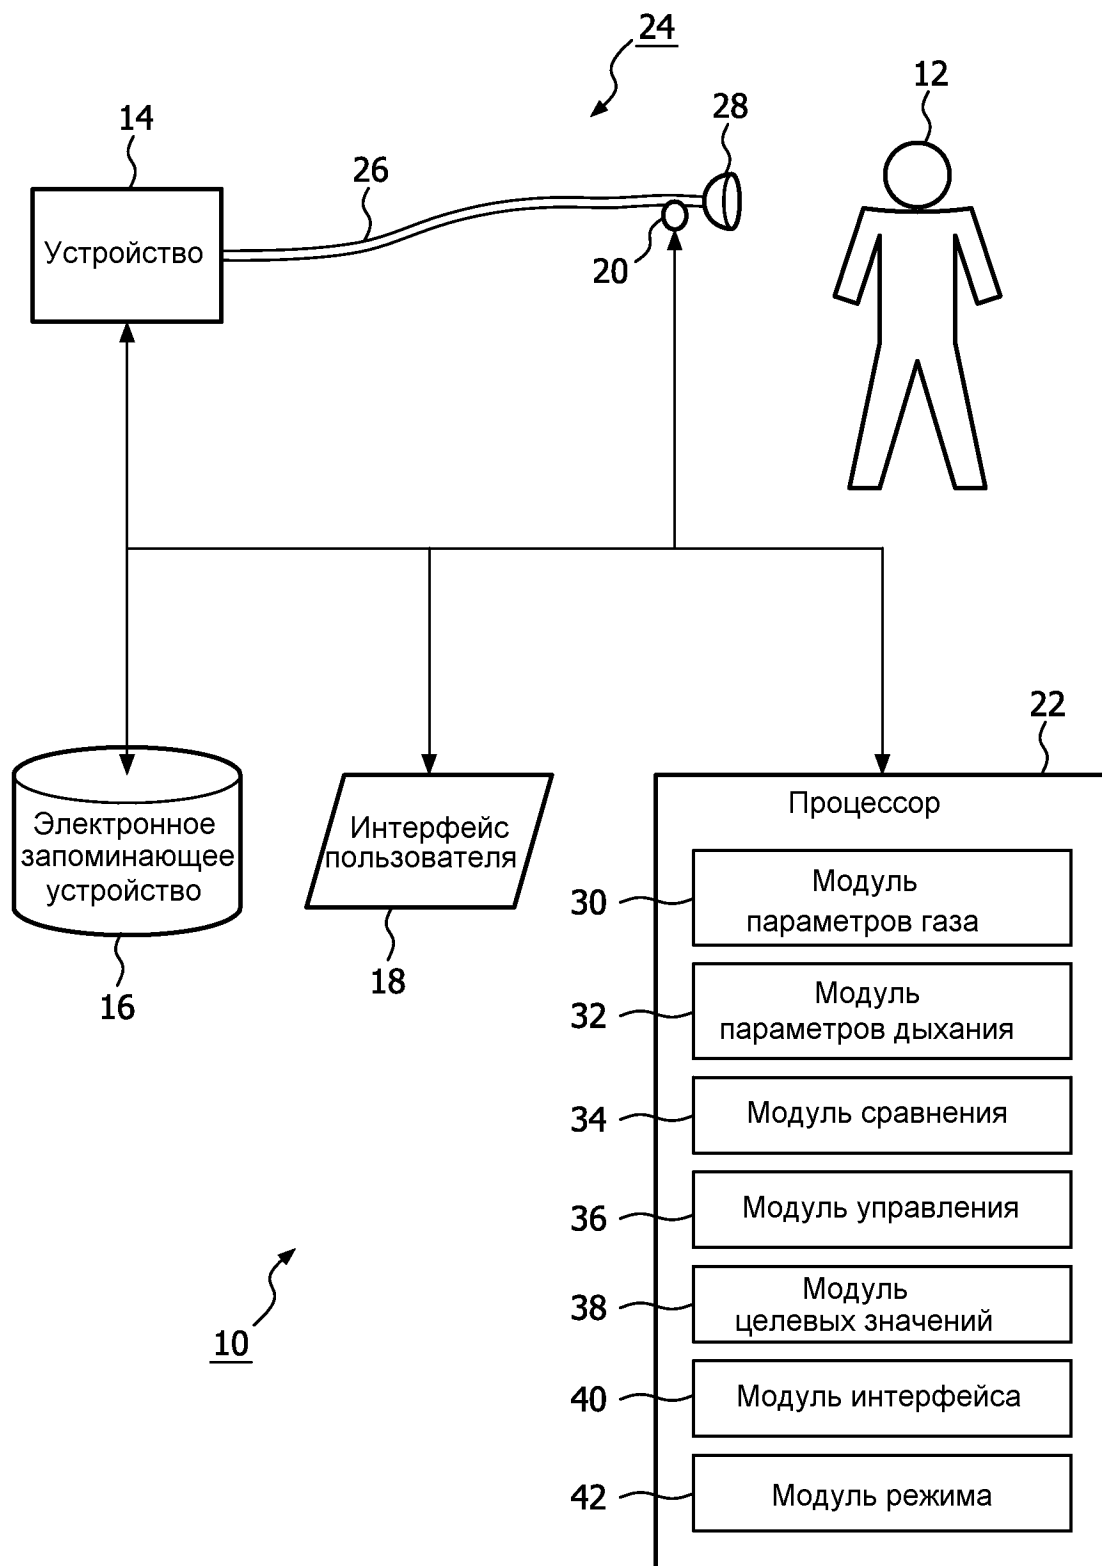 24
12
28
14
26
Устройство
20
22
Процессор
Электронное
запоминающее
устройство
Интерфейс
пользователя
16
18
30
Модуль
параметров газа
32
Модуль
параметров дыхания
34
Модуль сравнения
36
Модуль управления
38
Модуль
целевых значений
10
40
Модуль интерфейса
42
Модуль режима